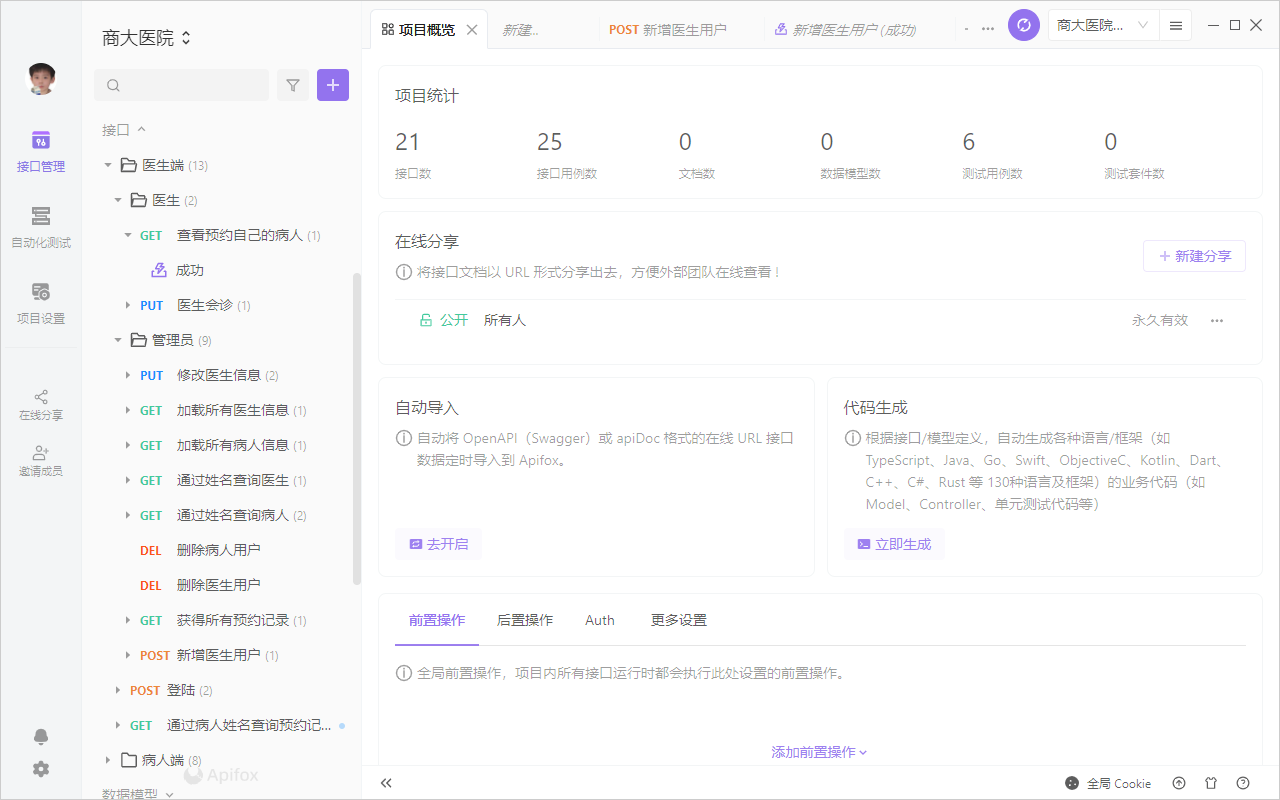 商大医院
项目概览
新建...
POST 新增医生用户
新增医生用户 (成功)
商大医院...
接口管理
自动化测试
项目设置
在线分享
邀请成员
接口
医生端 (13)
医生 (2)
GET 查看预约自己的病人 (1)
成功
PUT 医生会诊 (1)
管理员 (9)
PUT 修改医生信息 (2)
GET 加载所有医生信息 (1)
GET 加载所有病人信息 (1)
GET 通过姓名查询医生 (1)
GET 通过姓名查询病人 (2)
DEL 删除病人用户
DEL 删除医生用户
GET 获得所有预约记录 (1)
POST 新增医生用户 (1)
POST 登陆 (2)
GET 通过病人姓名查询预约记...
病人端 (8)
Apifox
数据模型
项目统计
21 25 0 0 6 0
接口数 接口用例数 文档数 数据模型数 测试用例数 测试套件数
在线分享
将接口文档以 URL 形式分享出去，方便外部团队在线查看！
+ 新建分享
公开 所有人 永久有效
自动导入
自动将 OpenAPI（Swagger）或 apiDoc 格式的在线 URL 接口
数据定时导入到 Apifox。
去开启
代码生成
根据接口/模型定义，自动生成各种语言/框架（如
TypeScript、Java、Go、Swift、ObjectiveC、Kotlin、Dart、
C++、C#、Rust 等 130种语言及框架）的业务代码（如
Model、Controller、单元测试代码等）
立即生成
前置操作 后置操作 Auth 更多设置
全局前置操作，项目内所有接口运行时都会执行此处设置的前置操作。
添加前置操作
全局 Cookie